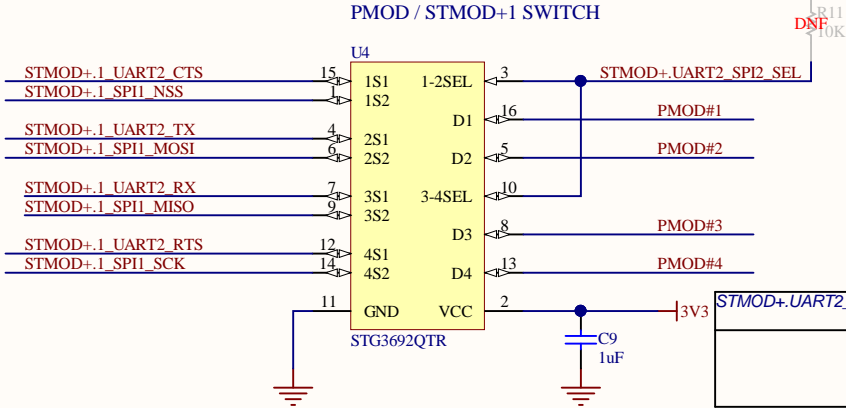 PMOD / STMOD+1 SWITCH
R11
DNF
10K
U4
STMOD+.1_UART2_CTS 15 1S1 1-2SEL 3 STMOD+.UART2_SPI2_SEL
STMOD+.1_SPI1_NSS 1 1S2
D1 16 PMOD#1
STMOD+.1_UART2_TX 4 2S1
STMOD+.1_SPI1_MOSI 6 2S2 D2 5 PMOD#2
STMOD+.1_UART2_RX 7 3S1 3-4SEL 10
STMOD+.1_SPI1_MISO 9 3S2
D3 8 PMOD#3
STMOD+.1_UART2_RTS 12 4S1
STMOD+.1_SPI1_SCK 14 4S2 D4 13 PMOD#4
11 GND VCC 2 3V3
STMOD+.UART2_
STG3692QTR
C9
1uF